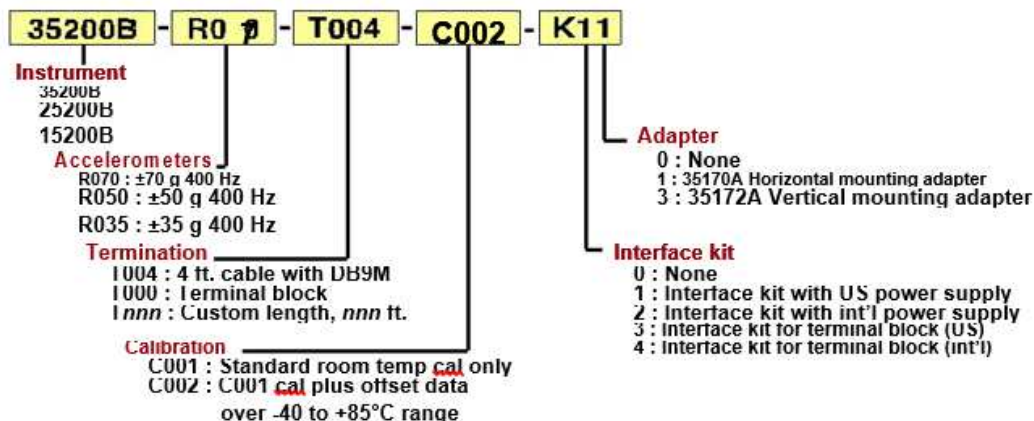 35200B - R0 - T004 - C002 - K11
Instrument
35200B
25200B
15200B
Accelerometers
R070 : ±70 g 400 Hz
R050 : ±50 g 400 Hz
R035 : ±35 g 400 Hz
Termination
T004 : 4 ft. cable with DB9M
T000 : Terminal block
Tnnn : Custom length, nnn ft.
Calibration
C001 : Standard room temp cal only
C002 : C001 cal plus offset data
over -40 to +85°C range
Adapter
0 : None
1 : 35170A Horizontal mounting adapter
3 : 35172A Vertical mounting adapter
Interface kit
0 : None
1 : Interface kit with US power supply
2 : Interface kit with int'l power supply
3 : Interface kit for terminal block (US)
4 : Interface kit for terminal block (int'l)